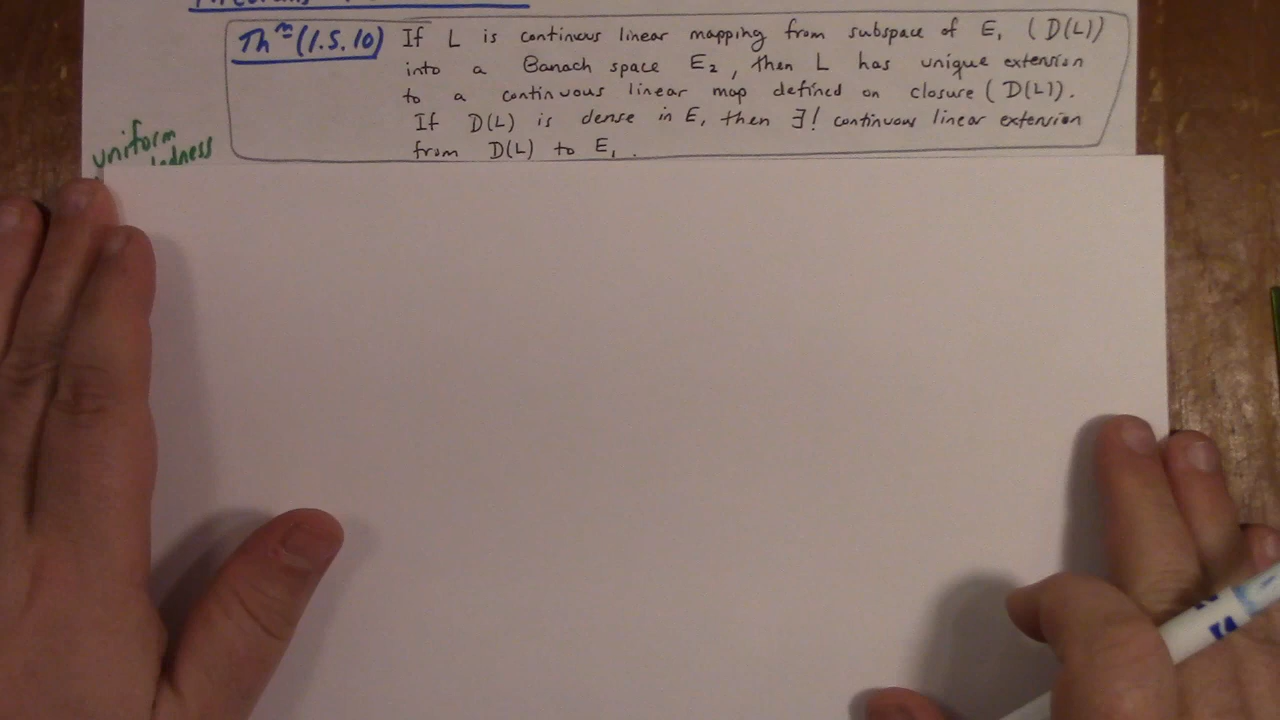 Thm (1.5.10) If L is continuous linear mapping from subspace of E1 (D(L))
into a Banach space E2, then L has unique extension
to a continuous linear map defined on closure (D(L)).
If D(L) is dense in E1 then ∃! continuous linear extension
from D(L) to E1.
uniform